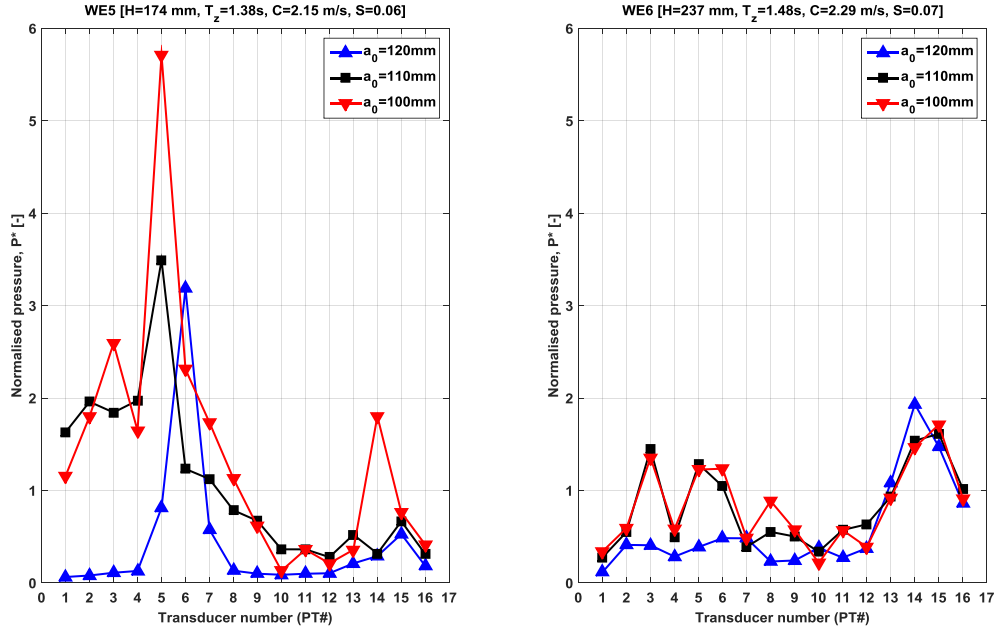 WE5 [H=174 mm, T_z=1.38s, C=2.15 m/s, S=0.06]
a_0=120mm
a_0=110mm
a_0=100mm
Normalised pressure, P* [-]
6
5
4
3
2
1
0
0 1 2 3 4 5 6 7 8 9 10 11 12 13 14 15 16 17
Transducer number (PT#)
WE6 [H=237 mm, T_z=1.48s, C=2.29 m/s, S=0.07]
a_0=120mm
a_0=110mm
a_0=100mm
Normalised pressure, P* [-]
6
5
4
3
2
1
0
0 1 2 3 4 5 6 7 8 9 10 11 12 13 14 15 16 17
Transducer number (PT#)